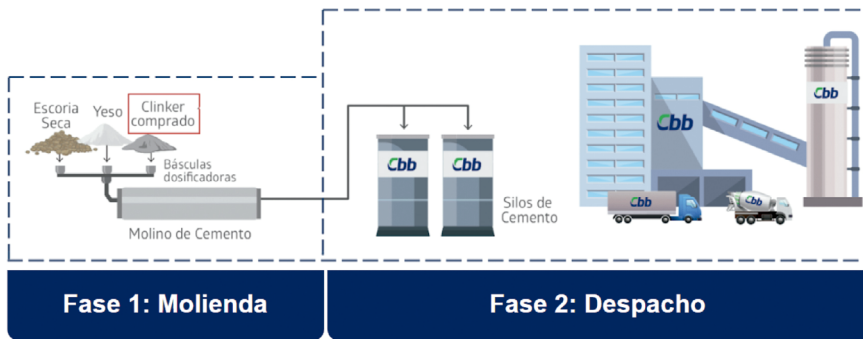 Escoria
Seca
Yeso
Clinker
comprado
Básculas
dosificadoras
Molino de Cemento
Cbb
Cbb
Silos de
Cemento
Cbb
Cbb
Cbb
Cbb
Fase 1: Molienda
Fase 2: Despacho